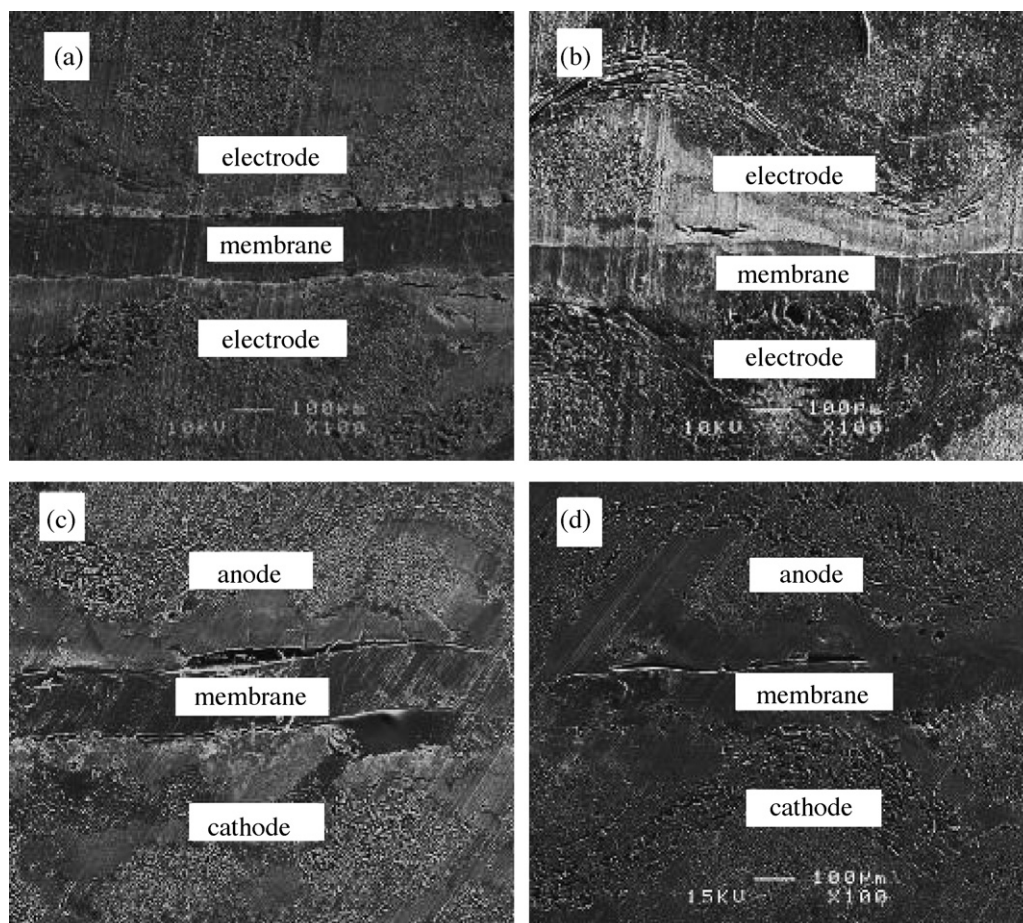 (a)
electrode
membrane
electrode
100μm
10KV X100
(b)
electrode
membrane
electrode
100μm
10KV X100
(c)
anode
membrane
cathode
(d)
anode
membrane
cathode
100μm
15KV X100